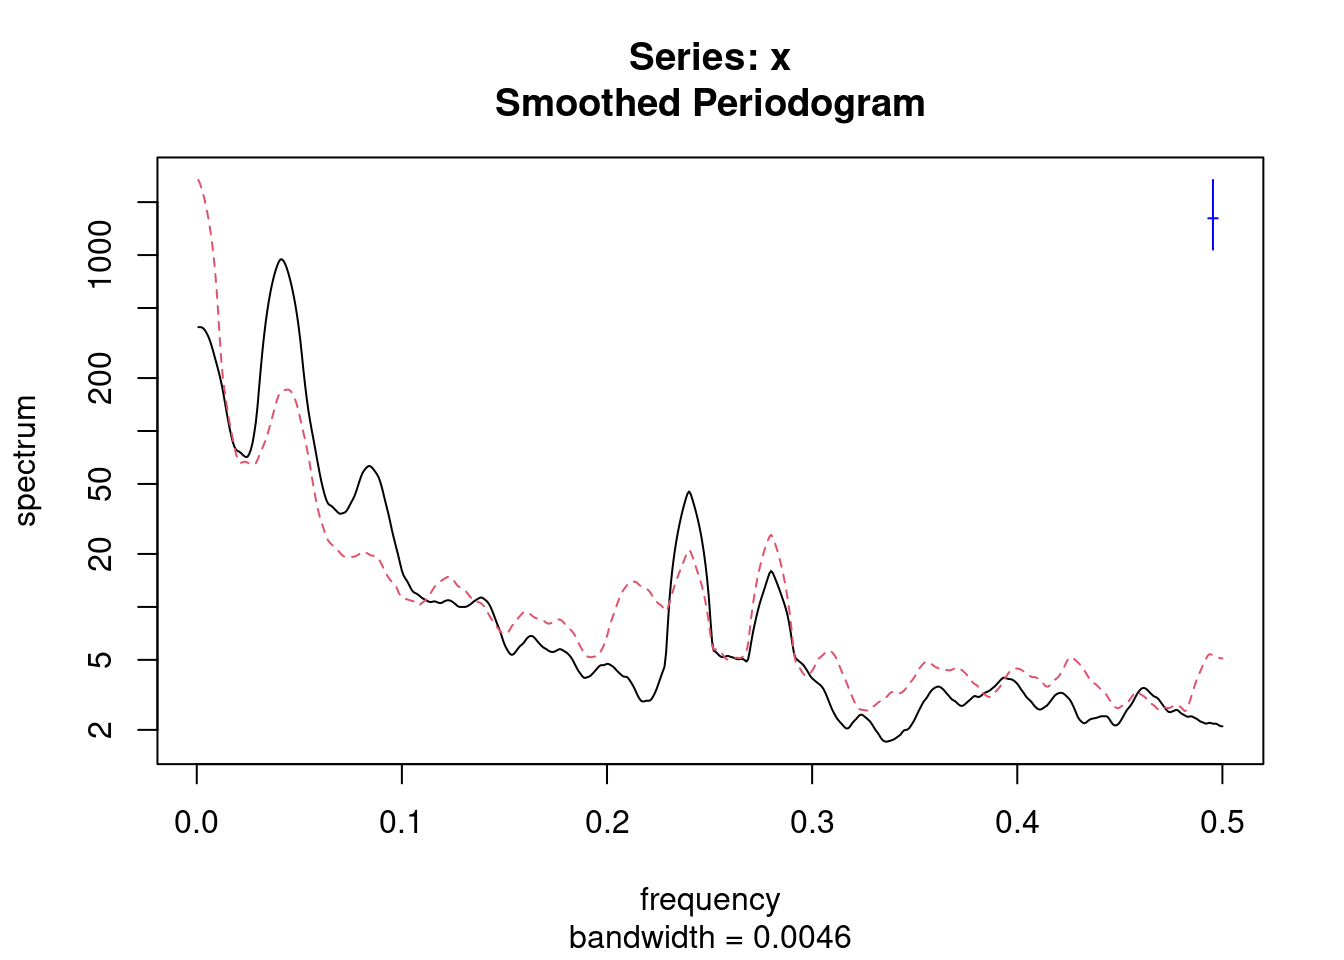 Series: x
Smoothed Periodogram
spectrum
1000
200
50
20
5
2
0.0 0.1 0.2 0.3 0.4 0.5
frequency
bandwidth = 0.0046